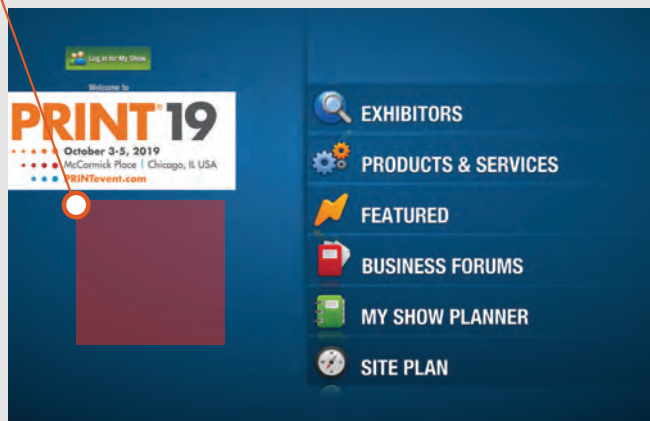 Log in for My Show
Welcome to
PRINT® 19
October 3-5, 2019
McCormick Place | Chicago, IL USA
PRINTevent.com
EXHIBITORS
PRODUCTS & SERVICES
FEATURED
BUSINESS FORUMS
MY SHOW PLANNER
SITE PLAN